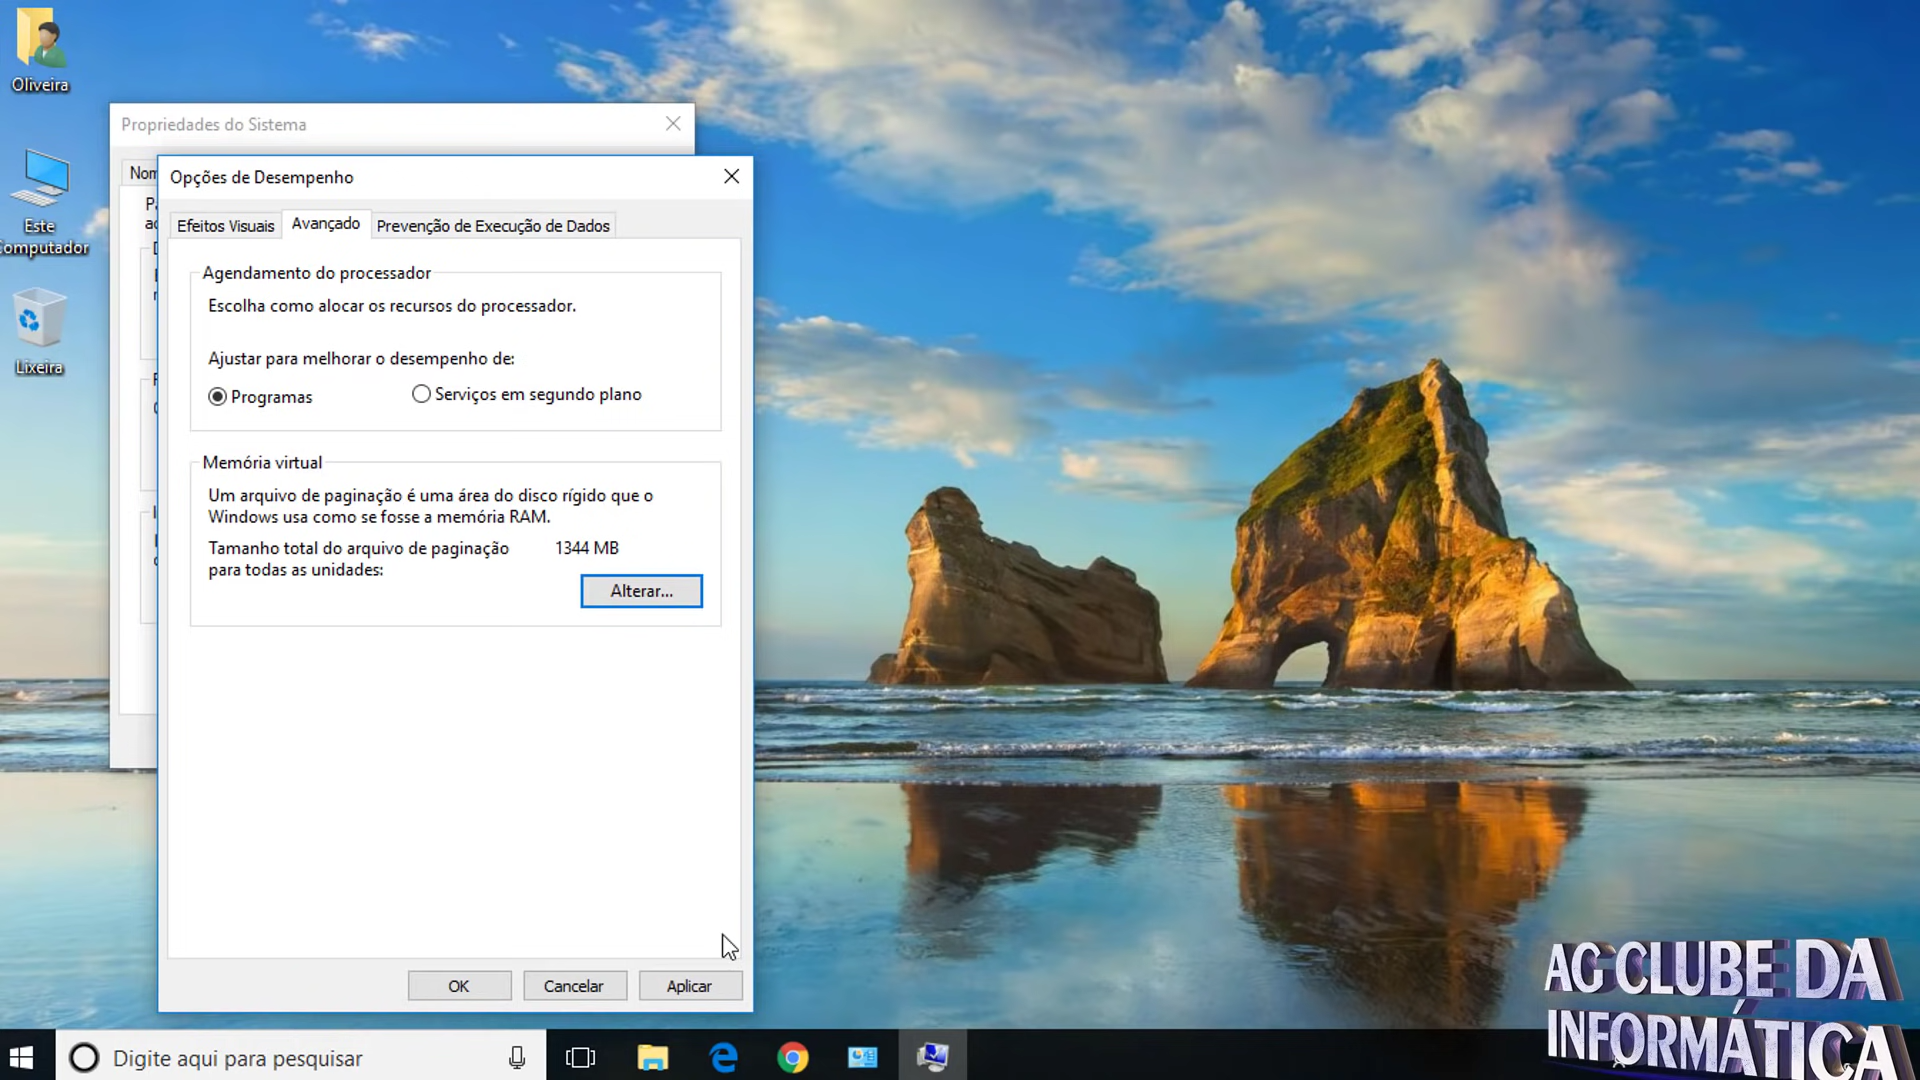 Oliveira
Este
Computador
Lixeira
Propriedades do Sistema
Nom
Opções de Desempenho
Efeitos Visuais
Avançado
Prevenção de Execução de Dados
Agendamento do processador
Escolha como alocar os recursos do processador.
Ajustar para melhorar o desempenho de:
Programas
Serviços em segundo plano
Memória virtual
Um arquivo de paginação é uma área do disco rígido que o
Windows usa como se fosse a memória RAM.
Tamanho total do arquivo de paginação 1344 MB
para todas as unidades:
Alterar...
OK
Cancelar
Aplicar
Digite aqui para pesquisar
AG CLUBE DA
INFORMÁTICA